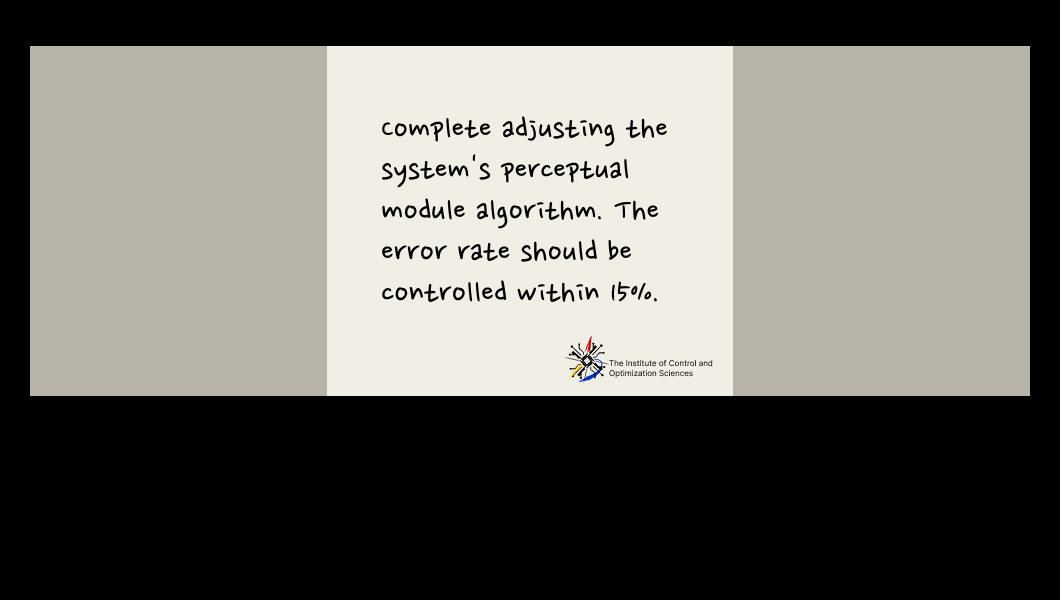 complete adjusting the
system's perceptual
module algorithm. The
error rate should be
controlled within 15%.
The Institute of Control and
Optimization Sciences